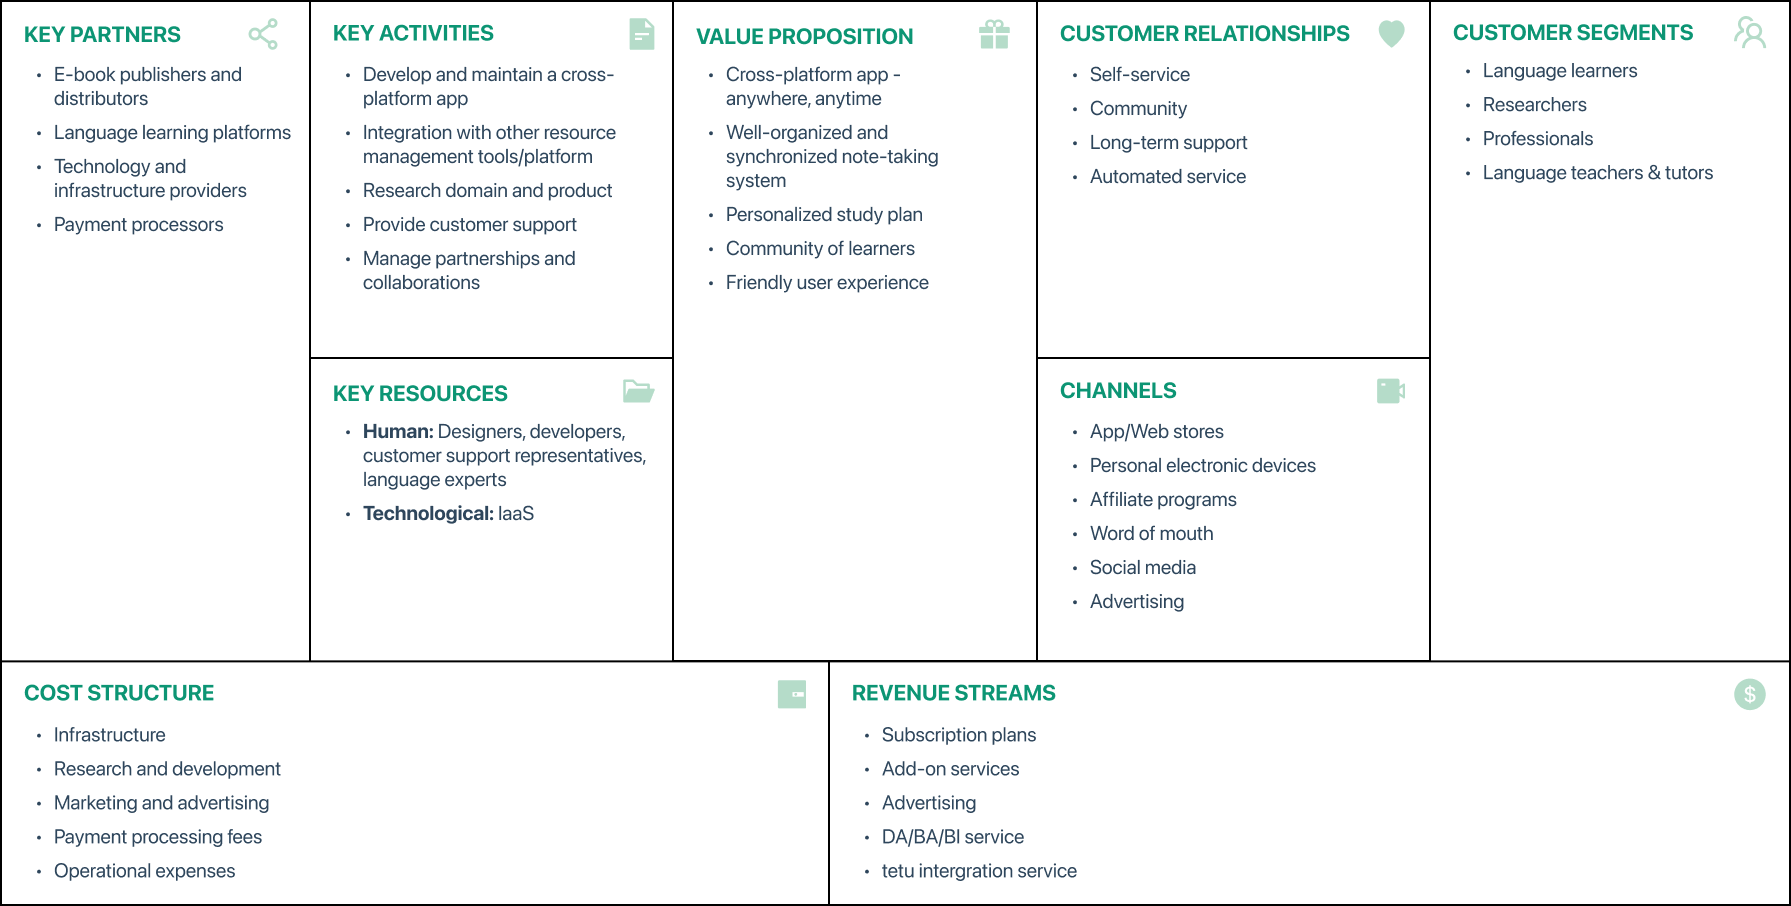 KEY PARTNERS
• E-book publishers and
distributors
• Language learning platforms
• Technology and
infrastructure providers
• Payment processors
KEY ACTIVITIES
• Develop and maintain a cross-
platform app
• Integration with other resource
management tools/platform
• Research domain and product
• Provide customer support
• Manage partnerships and
collaborations
KEY RESOURCES
• Human: Designers, developers,
customer support representatives,
language experts
• Technological: IaaS
VALUE PROPOSITION
• Cross-platform app -
anywhere, anytime
• Well-organized and
synchronized note-taking
system
• Personalized study plan
• Community of learners
• Friendly user experience
CUSTOMER RELATIONSHIPS
• Self-service
• Community
• Long-term support
• Automated service
CHANNELS
• App/Web stores
• Personal electronic devices
• Affiliate programs
• Word of mouth
• Social media
• Advertising
CUSTOMER SEGMENTS
• Language learners
• Researchers
• Professionals
• Language teachers & tutors
COST STRUCTURE
• Infrastructure
• Research and development
• Marketing and advertising
• Payment processing fees
• Operational expenses
REVENUE STREAMS
$
• Subscription plans
• Add-on services
• Advertising
• DA/BA/BI service
• tetu intergration service